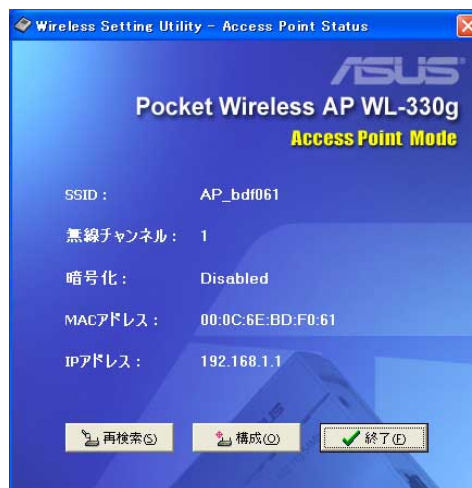 Wireless Setting Utility - Access Point Status
ASUS
Pocket Wireless AP WL-330g
Access Point Mode
SSID : AP_bdf061
無線チャンネル : 1
暗号化 : Disabled
MACアドレス : 00:0C:6E:BD:F0:61
IPアドレス : 192.168.1.1
再検索(S) 構成(O) 終了(E)